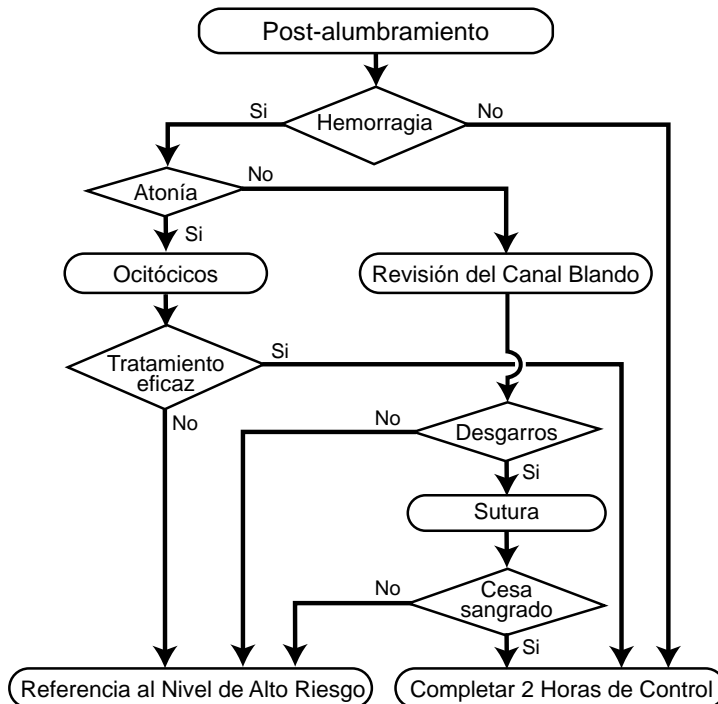 Post-alumbramiento
Si
No
Hemorragia
No
Atonía
Si
Ocitócicos
Revisión del Canal Blando
Si
Tratamiento
eficaz
No
No
Desgarros
Si
Sutura
No
Cesa
sangrado
Si
Referencia al Nivel de Alto Riesgo
Completar 2 Horas de Control